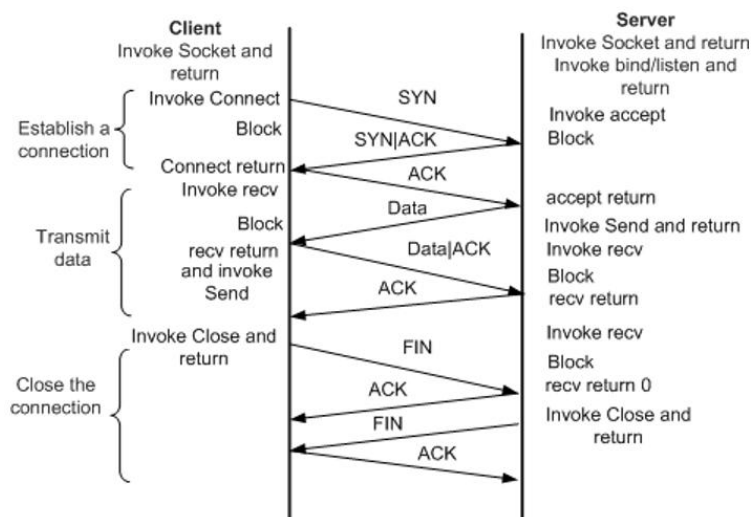 Client
Server
Invoke Socket and
return
Invoke Socket and return
Invoke bind/listen and
return
Establish a
connection
Invoke Connect
SYN
Invoke accept
Block
Block
SYN|ACK
Connect return
ACK
Transmit
data
Invoke recv
accept return
Data
Block
Invoke Send and return
recv return
and invoke
Send
Data|ACK
Invoke recv
Block
ACK
recv return
Close the
connection
Invoke Close and
return
FIN
Invoke recv
Block
ACK
recv return 0
FIN
Invoke Close and
return
ACK